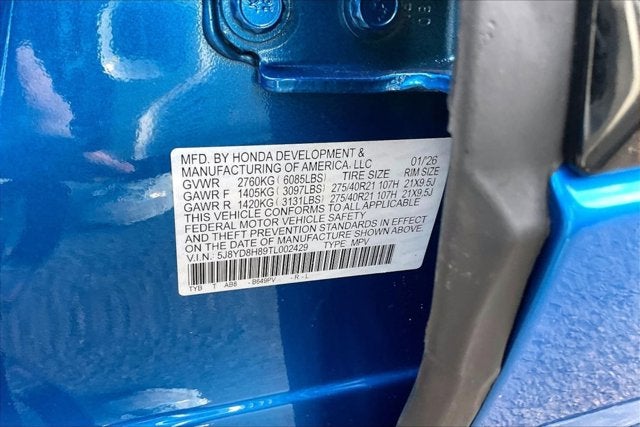 MFD. BY HONDA DEVELOPMENT &
MANUFACTURING OF AMERICA, LLC 01/26
GVWR 2760KG ( 6085LBS) TIRE SIZE RIM SIZE
GAWR F 1405KG ( 3097LBS) 275/40R21 107H 21X9.5J
GAWR R 1420KG ( 3131LBS) 275/40R21 107H 21X9.5J
THIS VEHICLE CONFORMS TO ALL APPLICABLE
FEDERAL MOTOR VEHICLE SAFETY
AND THEFT PREVENTION STANDARDS IN EFFECT
ON THE DATE OF MANUFACTURE SHOWN ABOVE.
V.I.N.: 5J8YD8H89TL002429 TYPE: MPV
TYB T AB8 - B649PV - R - L